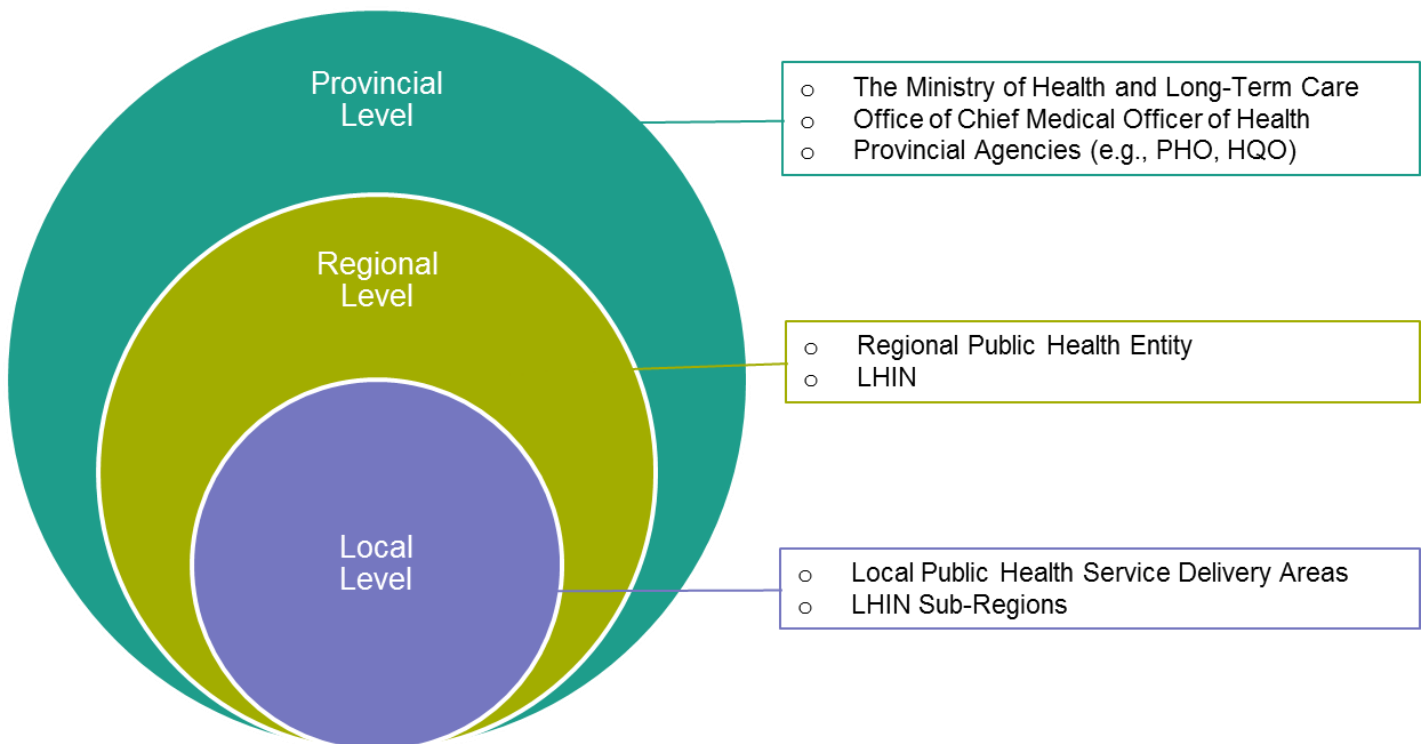 Provincial
Level
o The Ministry of Health and Long-Term Care
o Office of Chief Medical Officer of Health
o Provincial Agencies (e.g., PHO, HQO)
Regional
Level
o Regional Public Health Entity
o LHIN
Local
Level
o Local Public Health Service Delivery Areas
o LHIN Sub-Regions